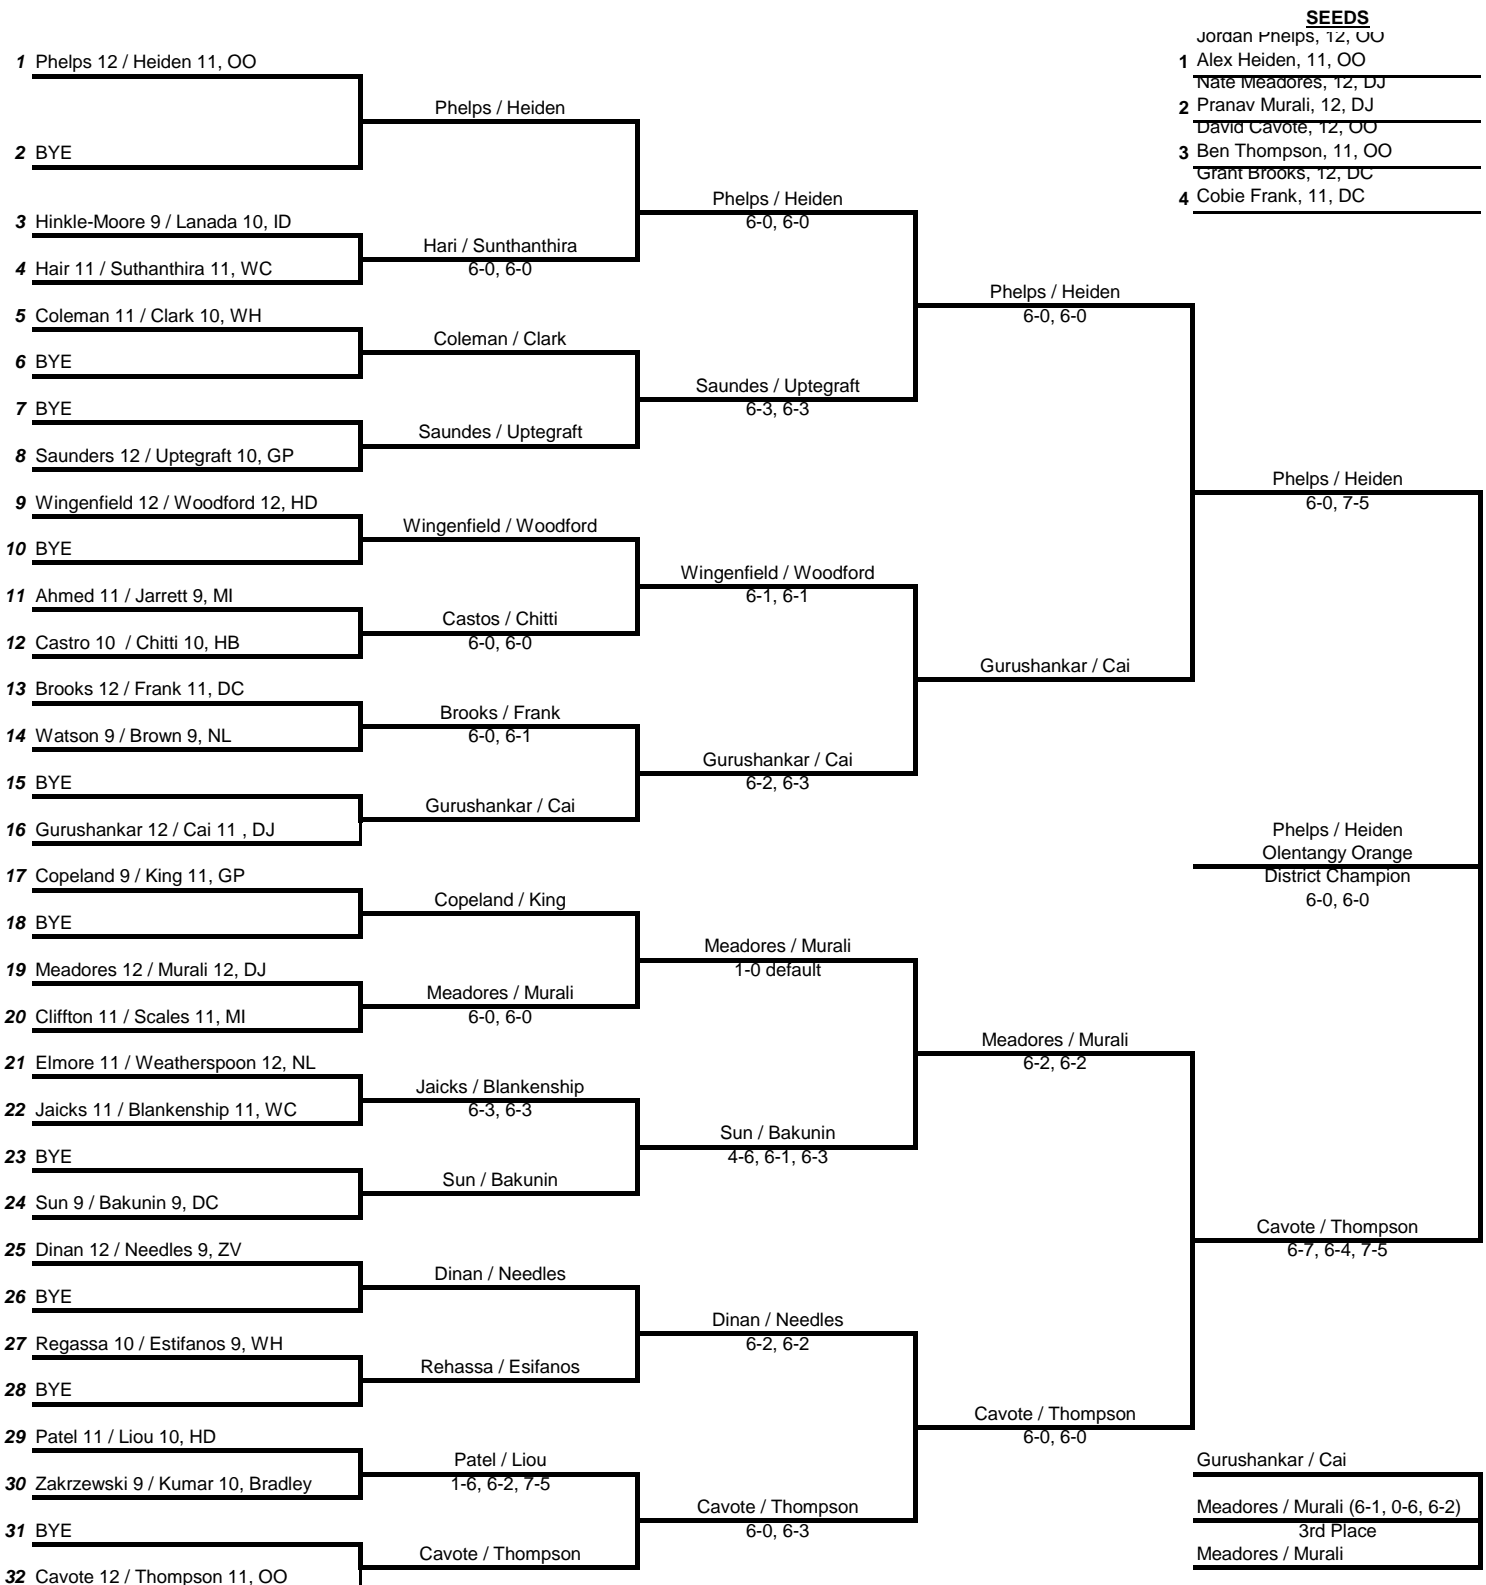 SEEDS
Jordan Phelps, 12, OO
1 Alex Heiden, 11, OO
Nate Meadores, 12, DJ
2 Pranav Murali, 12, DJ
David Cavote, 12, OO
3 Ben Thompson, 11, OO
Grant Brooks, 12, DC
4 Cobie Frank, 11, DC
1 Phelps 12 / Heiden 11, OO
2 BYE
3 Hinkle-Moore 9 / Lanada 10, ID
4 Hair 11 / Suthanthira 11, WC
5 Coleman 11 / Clark 10, WH
6 BYE
7 BYE
8 Saunders 12 / Uptegraft 10, GP
9 Wingenfield 12 / Woodford 12, HD
10 BYE
11 Ahmed 11 / Jarrett 9, MI
12 Castro 10  / Chitti 10, HB
13 Brooks 12 / Frank 11, DC
14 Watson 9 / Brown 9, NL
15 BYE
16 Gurushankar 12 / Cai 11 , DJ
17 Copeland 9 / King 11, GP
18 BYE
19 Meadores 12 / Murali 12, DJ
20 Cliffton 11 / Scales 11, MI
21 Elmore 11 / Weatherspoon 12, NL
22 Jaicks 11 / Blankenship 11, WC
23 BYE
24 Sun 9 / Bakunin 9, DC
25 Dinan 12 / Needles 9, ZV
26 BYE
27 Regassa 10 / Estifanos 9, WH
28 BYE
29 Patel 11 / Liou 10, HD
30 Zakrzewski 9 / Kumar 10, Bradley
31 BYE
32 Cavote 12 / Thompson 11, OO
Phelps / Heiden
Hari / Sunthanthira
6-0, 6-0
Coleman / Clark
Saundes / Uptegraft
Wingenfield / Woodford
Castos / Chitti
6-0, 6-0
Brooks / Frank
6-0, 6-1
Gurushankar / Cai
Copeland / King
Meadores / Murali
6-0, 6-0
Jaicks / Blankenship
6-3, 6-3
Sun / Bakunin
Dinan / Needles
Rehassa / Esifanos
Patel / Liou
1-6, 6-2, 7-5
Cavote / Thompson
Phelps / Heiden
6-0, 6-0
Saundes / Uptegraft
6-3, 6-3
Wingenfield / Woodford
6-1, 6-1
Gurushankar / Cai
6-2, 6-3
Meadores / Murali
1-0 default
Sun / Bakunin
4-6, 6-1, 6-3
Dinan / Needles
6-2, 6-2
Cavote / Thompson
6-0, 6-3
Phelps / Heiden
6-0, 6-0
Gurushankar / Cai
Meadores / Murali
6-2, 6-2
Cavote / Thompson
6-0, 6-0
Phelps / Heiden
6-0, 7-5
Cavote / Thompson
6-7, 6-4, 7-5
Phelps / Heiden
Olentangy Orange
District Champion
6-0, 6-0
Gurushankar / Cai
Meadores / Murali (6-1, 0-6, 6-2)
3rd Place
Meadores / Murali